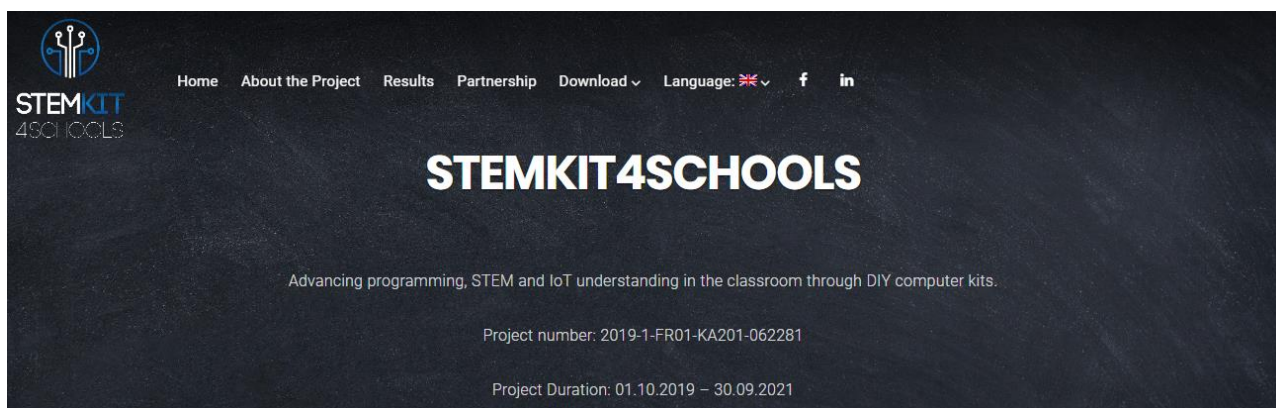 STEMKIT
4SCHOOLS
Home About the Project Results Partnership Download Language: f in
STEMKIT4SCHOOLS
Advancing programming, STEM and IoT understanding in the classroom through DIY computer kits.
Project number: 2019-1-FR01-KA201-062281
Project Duration: 01.10.2019 – 30.09.2021